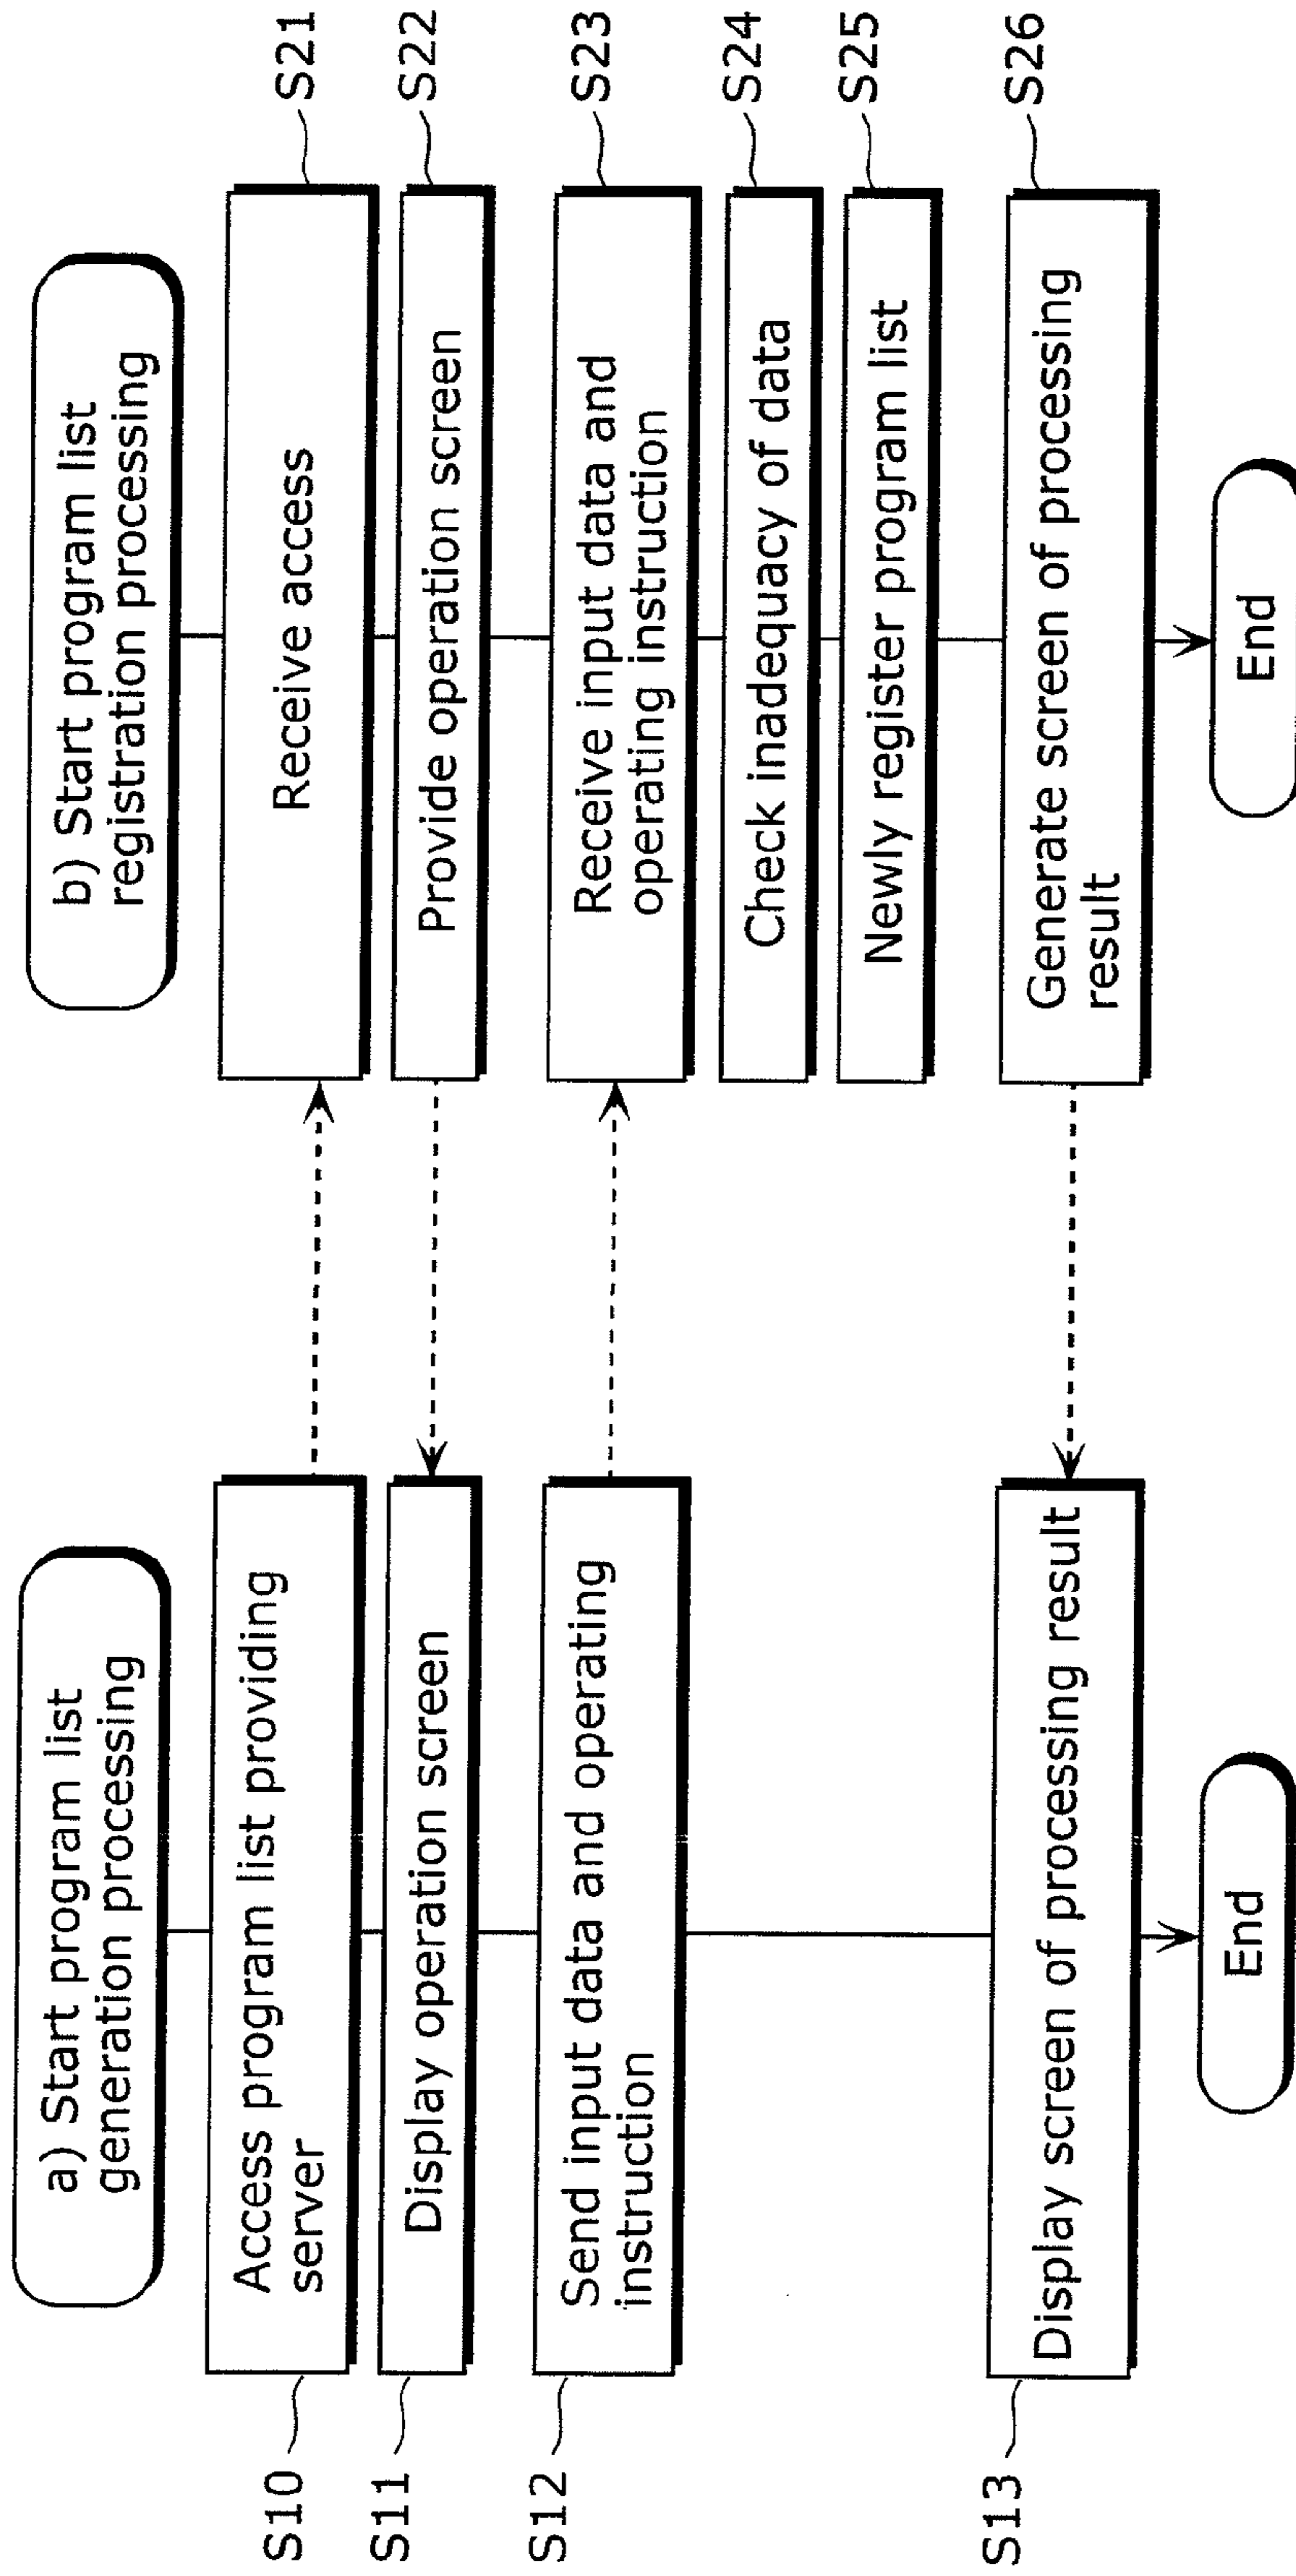 a) Start program list
generation processing
S10
Access program list providing
server
S11
Display operation screen
S12
Send input data and operating
instruction
S13
Display screen of processing result
End
b) Start program list
registration processing
Receive access
S21
Provide operation screen
S22
Receive input data and
operating instruction
S23
Check inadequacy of data
S24
Newly register program list
S25
Generate screen of processing
result
S26
End